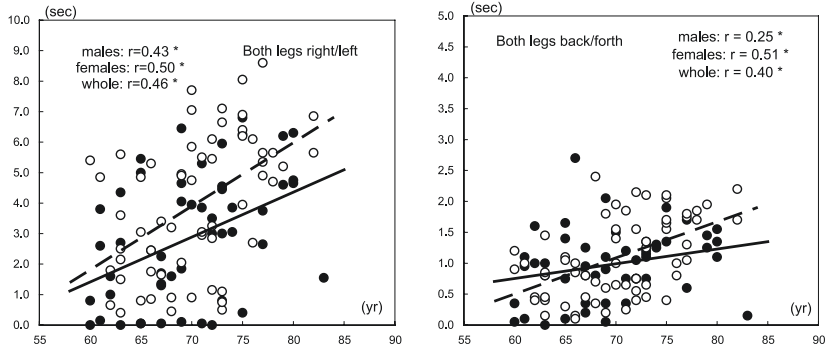 (sec)
10.0
9.0
8.0
7.0
6.0
5.0
4.0
3.0
2.0
1.0
0.0
males: r=0.43 *
females: r=0.50 *
whole: r=0.46 *
Both legs right/left
(yr)
55 60 65 70 75 80 85 90
(sec)
5.0
4.5
4.0
3.5
3.0
2.5
2.0
1.5
1.0
0.5
0.0
Both legs back/forth
males: r = 0.25 *
females: r = 0.51 *
whole: r = 0.40 *
(yr)
55 60 65 70 75 80 85 90